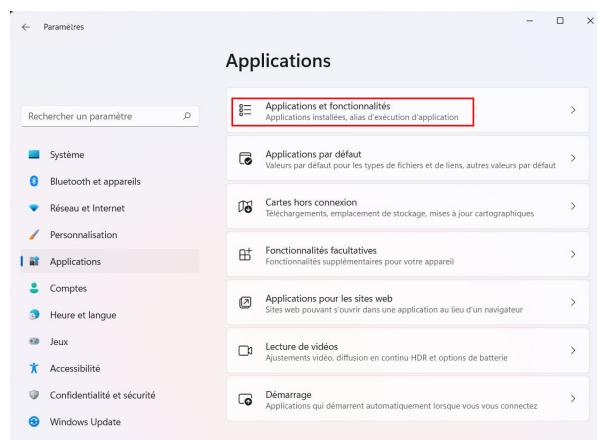 Paramètres
Applications
Rechercher un paramètre
Système
Bluetooth et appareils
Réseau et Internet
Personnalisation
Applications
Comptes
Heure et langue
Jeux
Accessibilité
Confidentialité et sécurité
Windows Update
Applications et fonctionnalités
Applications installées, alias d'exécution d'application
Applications par défaut
Valeurs par défaut pour les types de fichiers et de liens, autres valeurs par défaut
Cartes hors connexion
Téléchargements, emplacement de stockage, mises à jour cartographiques
Fonctionnalités facultatives
Fonctionnalités supplémentaires pour votre appareil
Applications pour les sites web
Sites web pouvant s'ouvrir dans une application au lieu d'un navigateur
Lecture de vidéos
Ajustements vidéo, diffusion en continu HDR et options de batterie
Démarrage
Applications qui démarrent automatiquement lorsque vous vous connectez